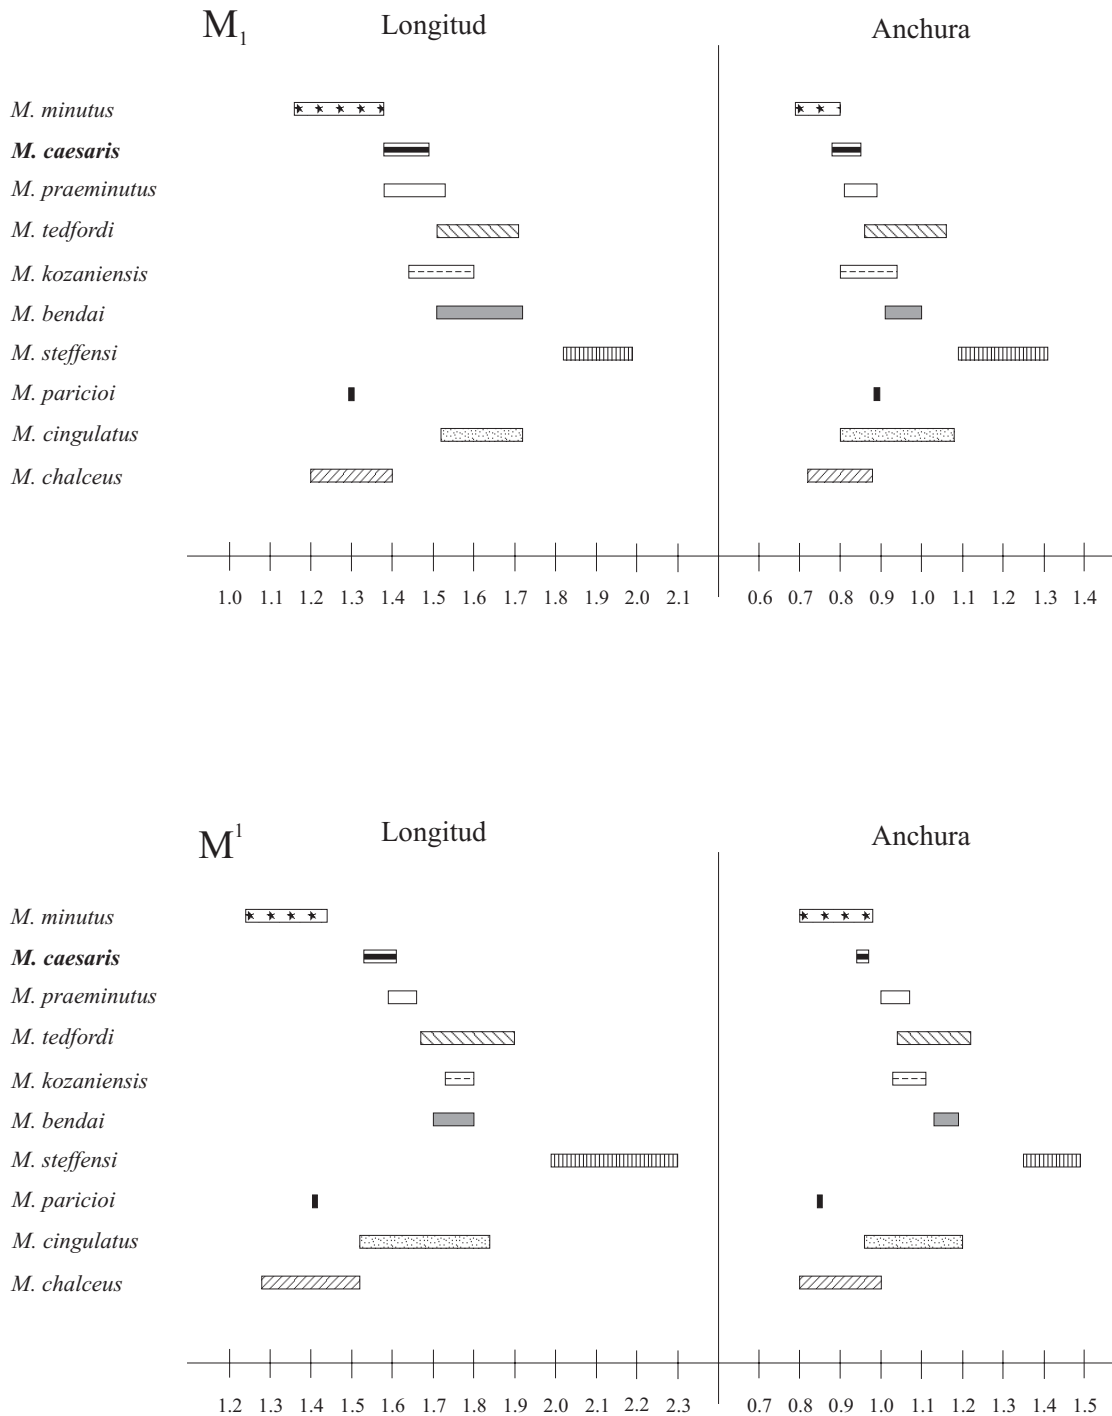 M₁ Longitud Anchura
M. minutus
M. caesaris
M. praeminutus
M. tedfordi
M. kozaniensis
M. bendai
M. steffensi
M. paricioi
M. cingulatus
M. chalceus
1.0 1.1 1.2 1.3 1.4 1.5 1.6 1.7 1.8 1.9 2.0 2.1 0.6 0.7 0.8 0.9 1.0 1.1 1.2 1.3 1.4
M¹ Longitud Anchura
M. minutus
M. caesaris
M. praeminutus
M. tedfordi
M. kozaniensis
M. bendai
M. steffensi
M. paricioi
M. cingulatus
M. chalceus
1.2 1.3 1.4 1.5 1.6 1.7 1.8 1.9 2.0 2.1 2.2 2.3 0.7 0.8 0.9 1.0 1.1 1.2 1.3 1.4 1.5